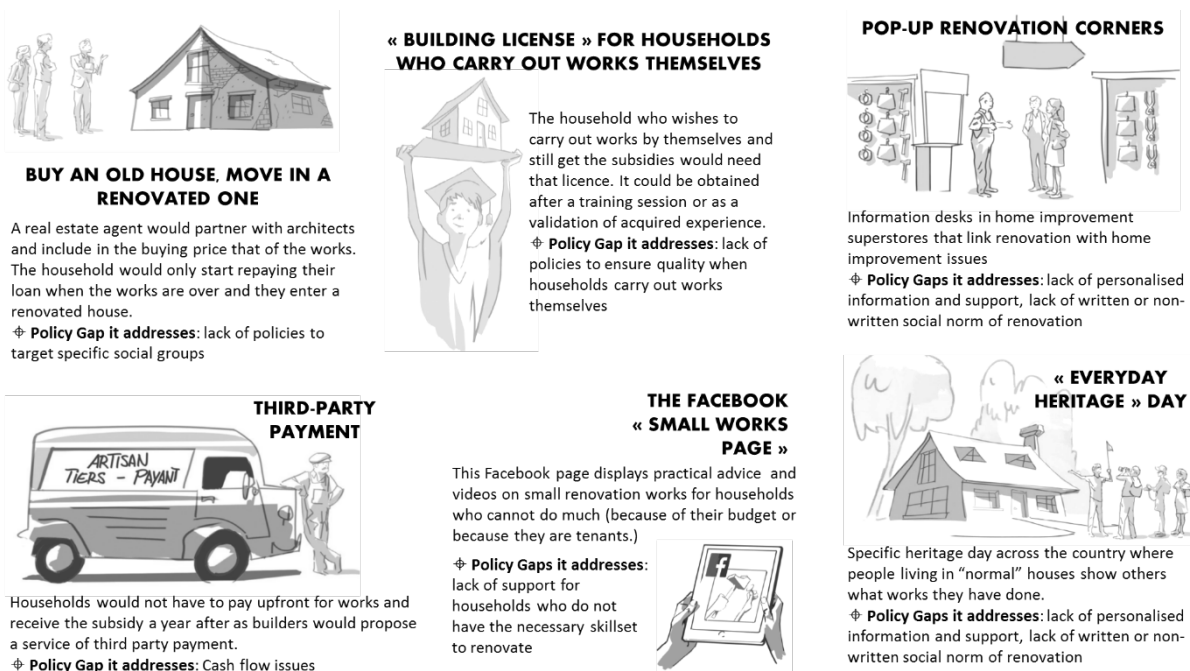 BUY AN OLD HOUSE, MOVE IN A
RENOVATED ONE
A real estate agent would partner with architects
and include in the buying price that of the works.
The household would only start repaying their
loan when the works are over and they enter a
renovated house.
⌖ Policy Gap it addresses: lack of policies to
target specific social groups
« BUILDING LICENSE » FOR HOUSEHOLDS
WHO CARRY OUT WORKS THEMSELVES
The household who wishes to
carry out works by themselves and
still get the subsidies would need
that licence. It could be obtained
after a training session or as a
validation of acquired experience.
⌖ Policy Gap it addresses: lack of
policies to ensure quality when
households carry out works
themselves
POP-UP RENOVATION CORNERS
Information desks in home improvement
superstores that link renovation with home
improvement issues
⌖ Policy Gaps it addresses: lack of personalised
information and support, lack of written or non-
written social norm of renovation
THIRD-PARTY
PAYMENT
ARTISAN
TIERS - PAYANT
Households would not have to pay upfront for works and
receive the subsidy a year after as builders would propose
a service of third party payment.
⌖ Policy Gap it addresses: Cash flow issues
THE FACEBOOK
« SMALL WORKS
PAGE »
This Facebook page displays practical advice and
videos on small renovation works for households
who cannot do much (because of their budget or
because they are tenants.)
⌖ Policy Gaps it addresses:
lack of support for
households who do not
have the necessary skillset
to renovate
f
« EVERYDAY
HERITAGE » DAY
Specific heritage day across the country where
people living in “normal” houses show others
what works they have done.
⌖ Policy Gaps it addresses: lack of personalised
information and support, lack of written or non-
written social norm of renovation